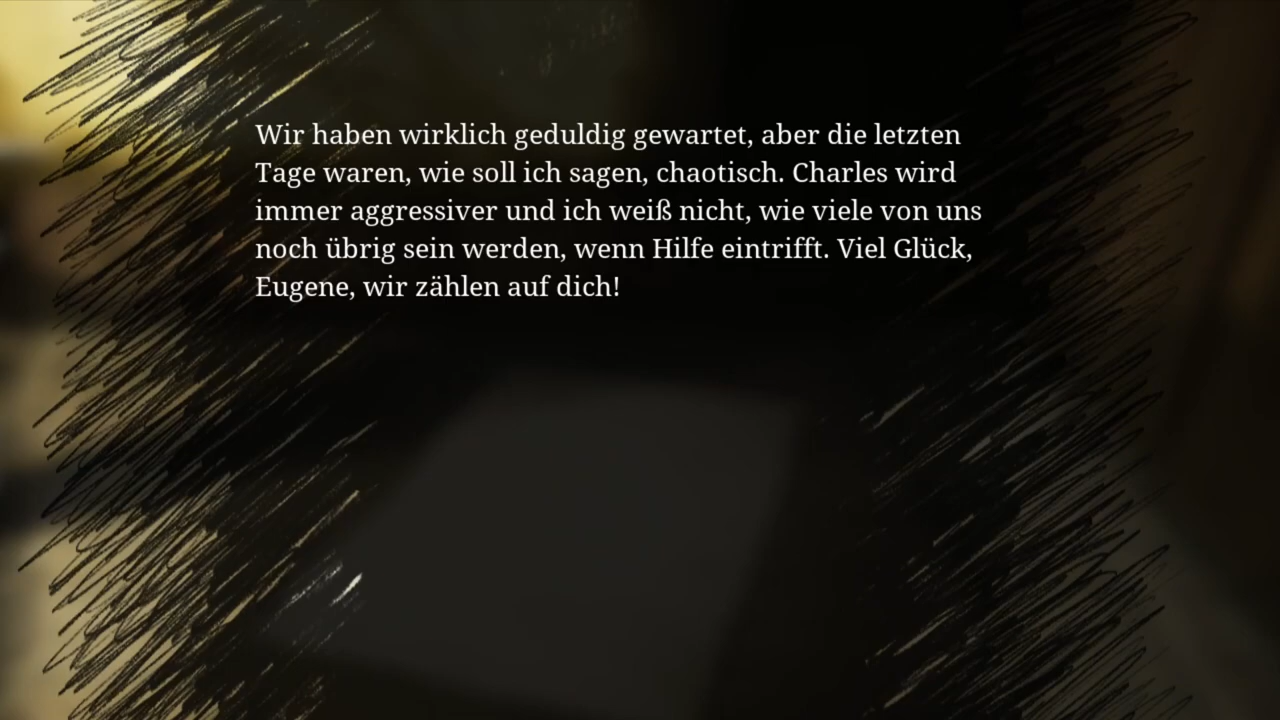 Wir haben wirklich geduldig gewartet, aber die letzten
Tage waren, wie soll ich sagen, chaotisch. Charles wird
immer aggressiver und ich weiß nicht, wie viele von uns
noch übrig sein werden, wenn Hilfe eintrifft. Viel Glück,
Eugene, wir zählen auf dich!